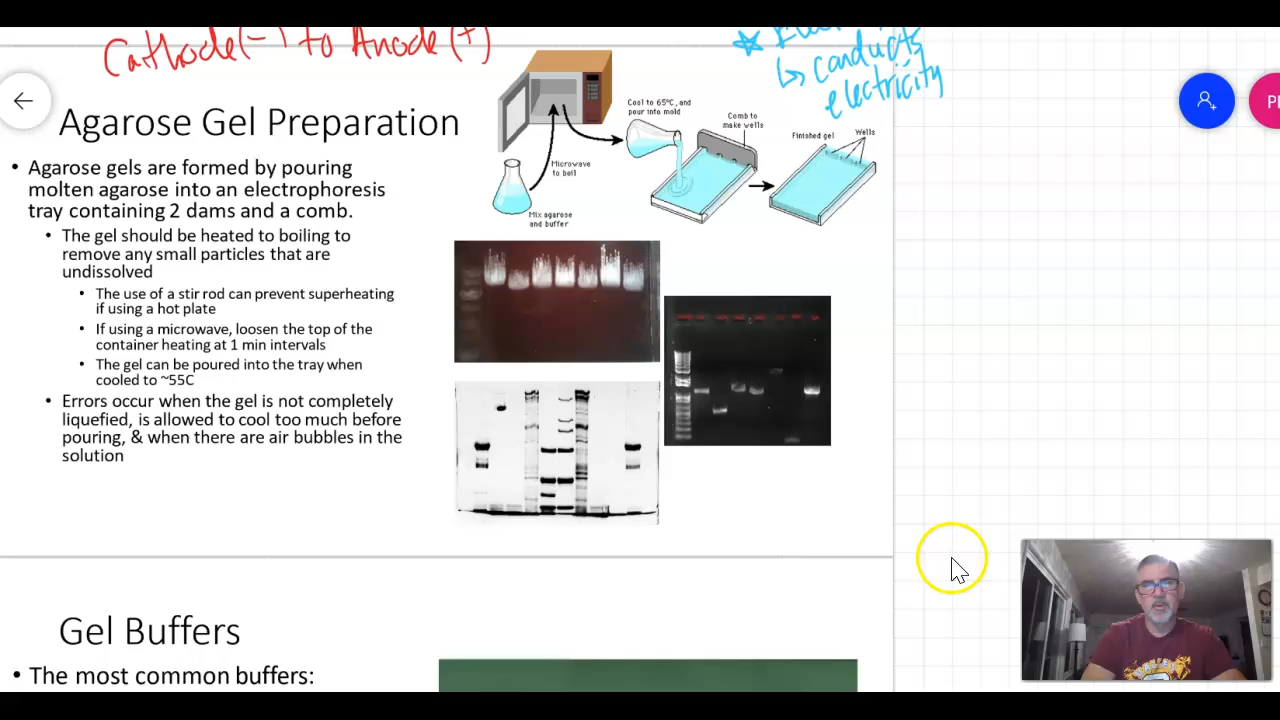 Cathode(-) to Anode (+)
conducts
electricity
Agarose Gel Preparation
• Agarose gels are formed by pouring
molten agarose into an electrophoresis
tray containing 2 dams and a comb.
• The gel should be heated to boiling to
remove any small particles that are
undissolved
• The use of a stir rod can prevent superheating
if using a hot plate
• If using a microwave, loosen the top of the
container heating at 1 min intervals
• The gel can be poured into the tray when
cooled to ~55C
• Errors occur when the gel is not completely
liquefied, is allowed to cool too much before
pouring, & when there are air bubbles in the
solution
Cool to 65°C, and
pour into mold
Comb to
make wells
Finished gel
Wells
Microwave
to boil
Mix agarose
and buffer
Gel Buffers
• The most common buffers: